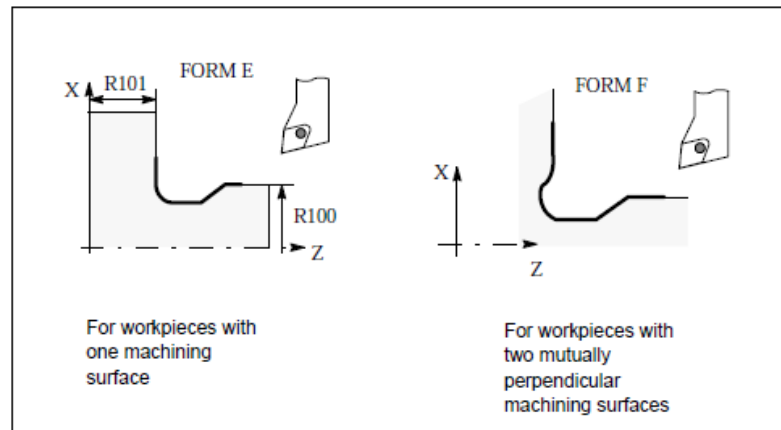 FORM E
R101
X
R100
Z
For workpieces with
one machining
surface
FORM F
X
Z
For workpieces with
two mutually
perpendicular
machining surfaces